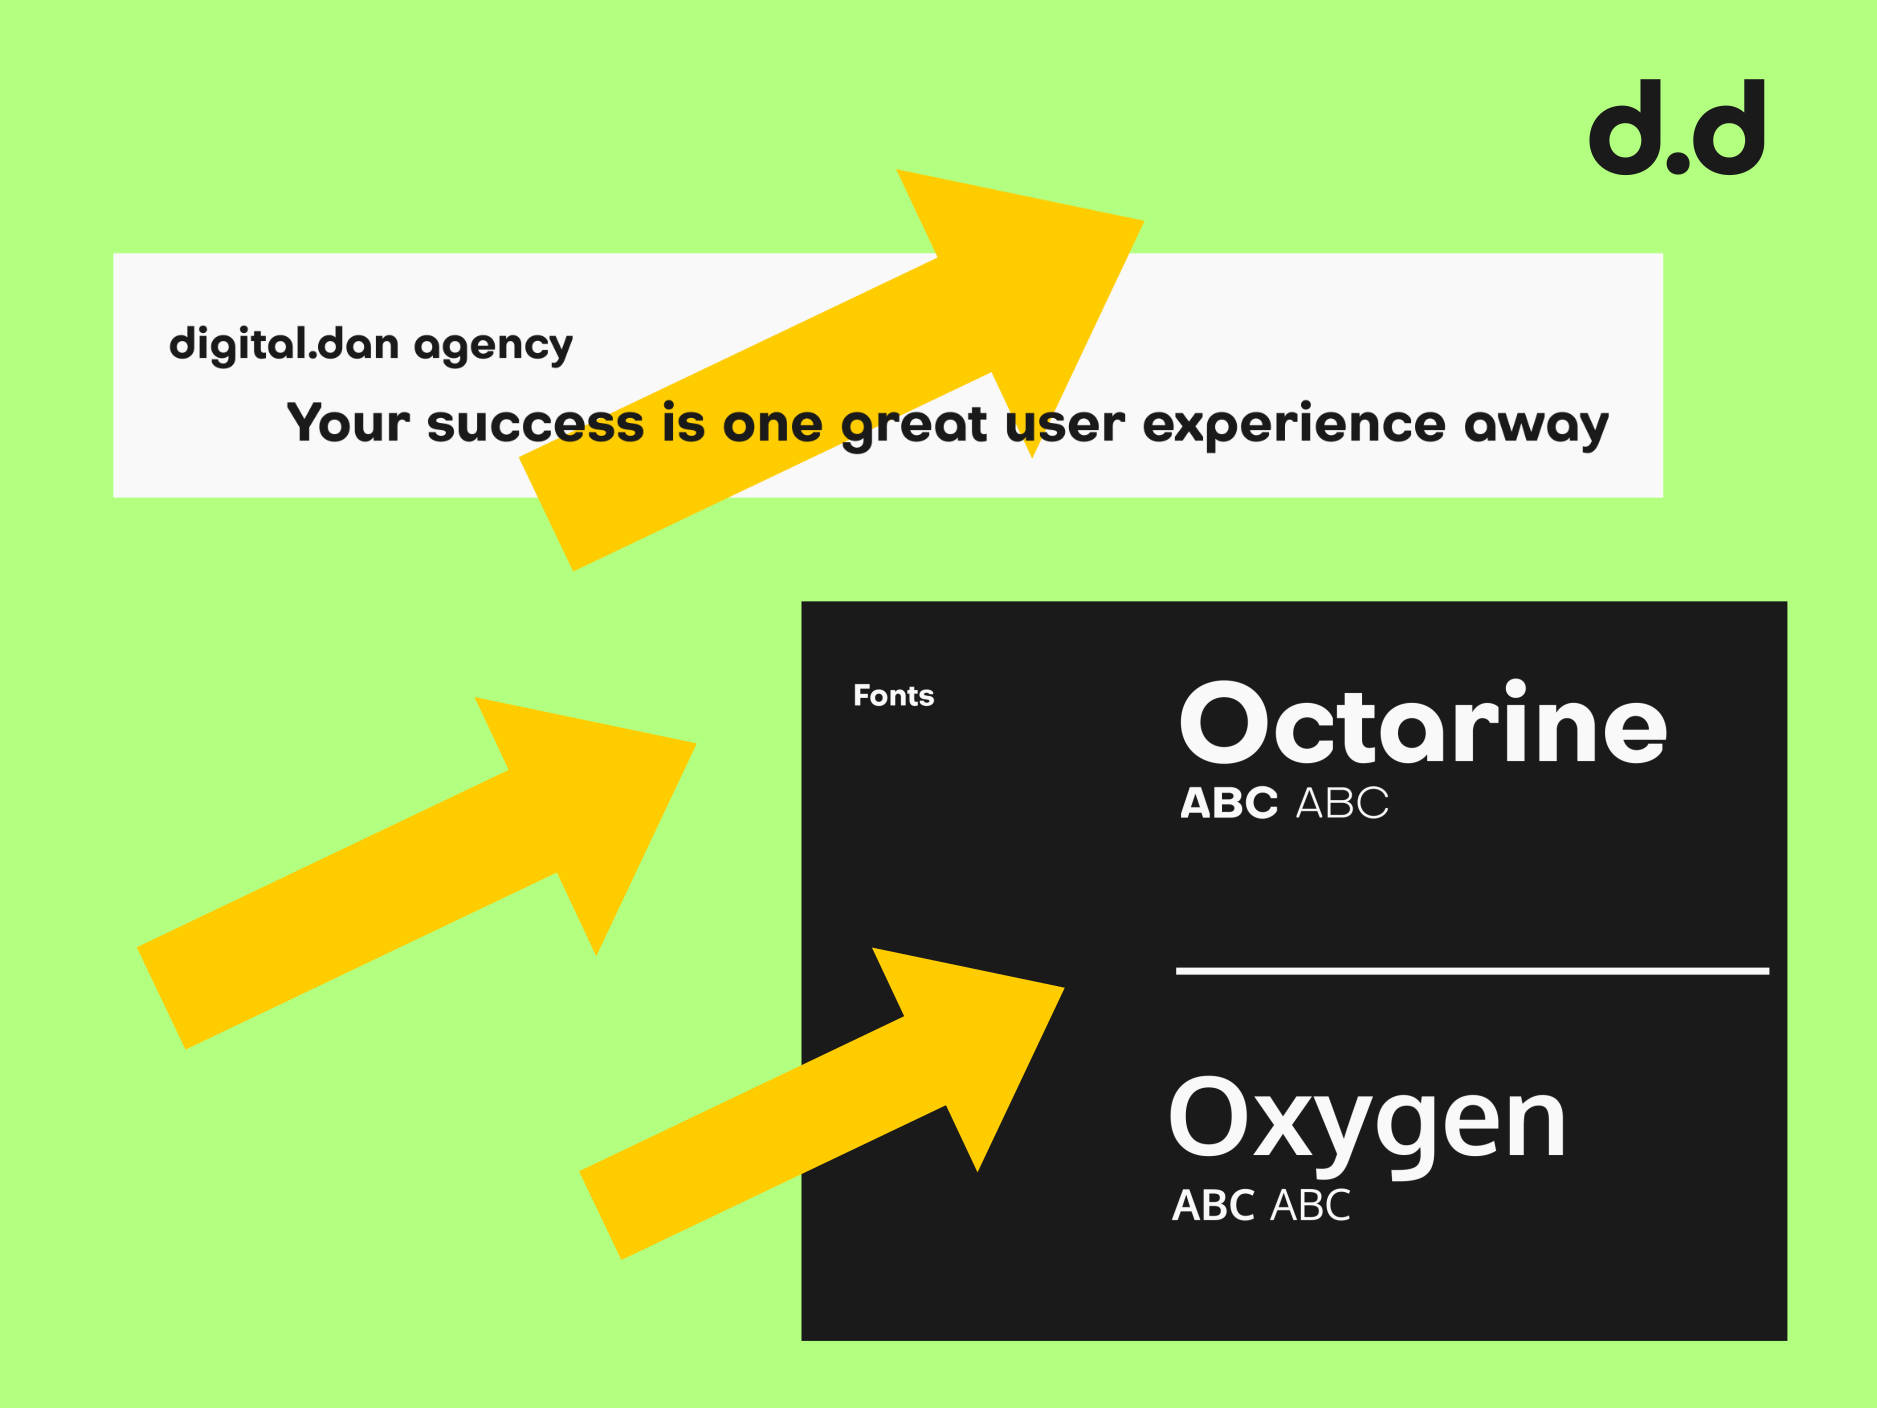 d.d
digital.dan agency
Your success is one great user experience away
Fonts
Octarine
ABC ABC
Oxygen
ABC ABC